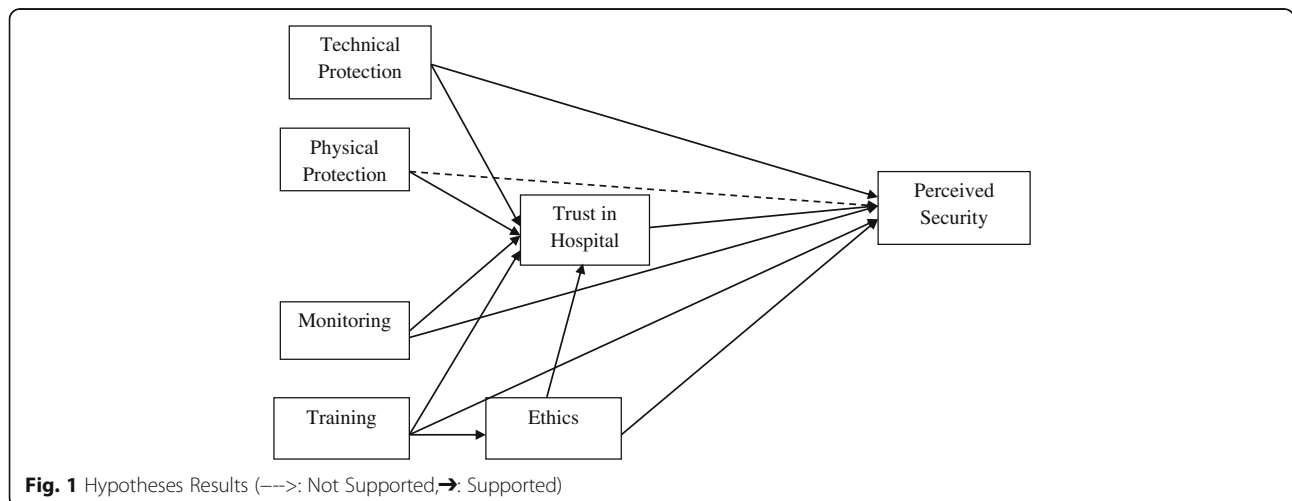 Technical
Protection
Physical
Protection
Trust in
Hospital
Perceived
Security
Monitoring
Training
Ethics
Fig. 1 Hypotheses Results (--->: Not Supported,➔: Supported)